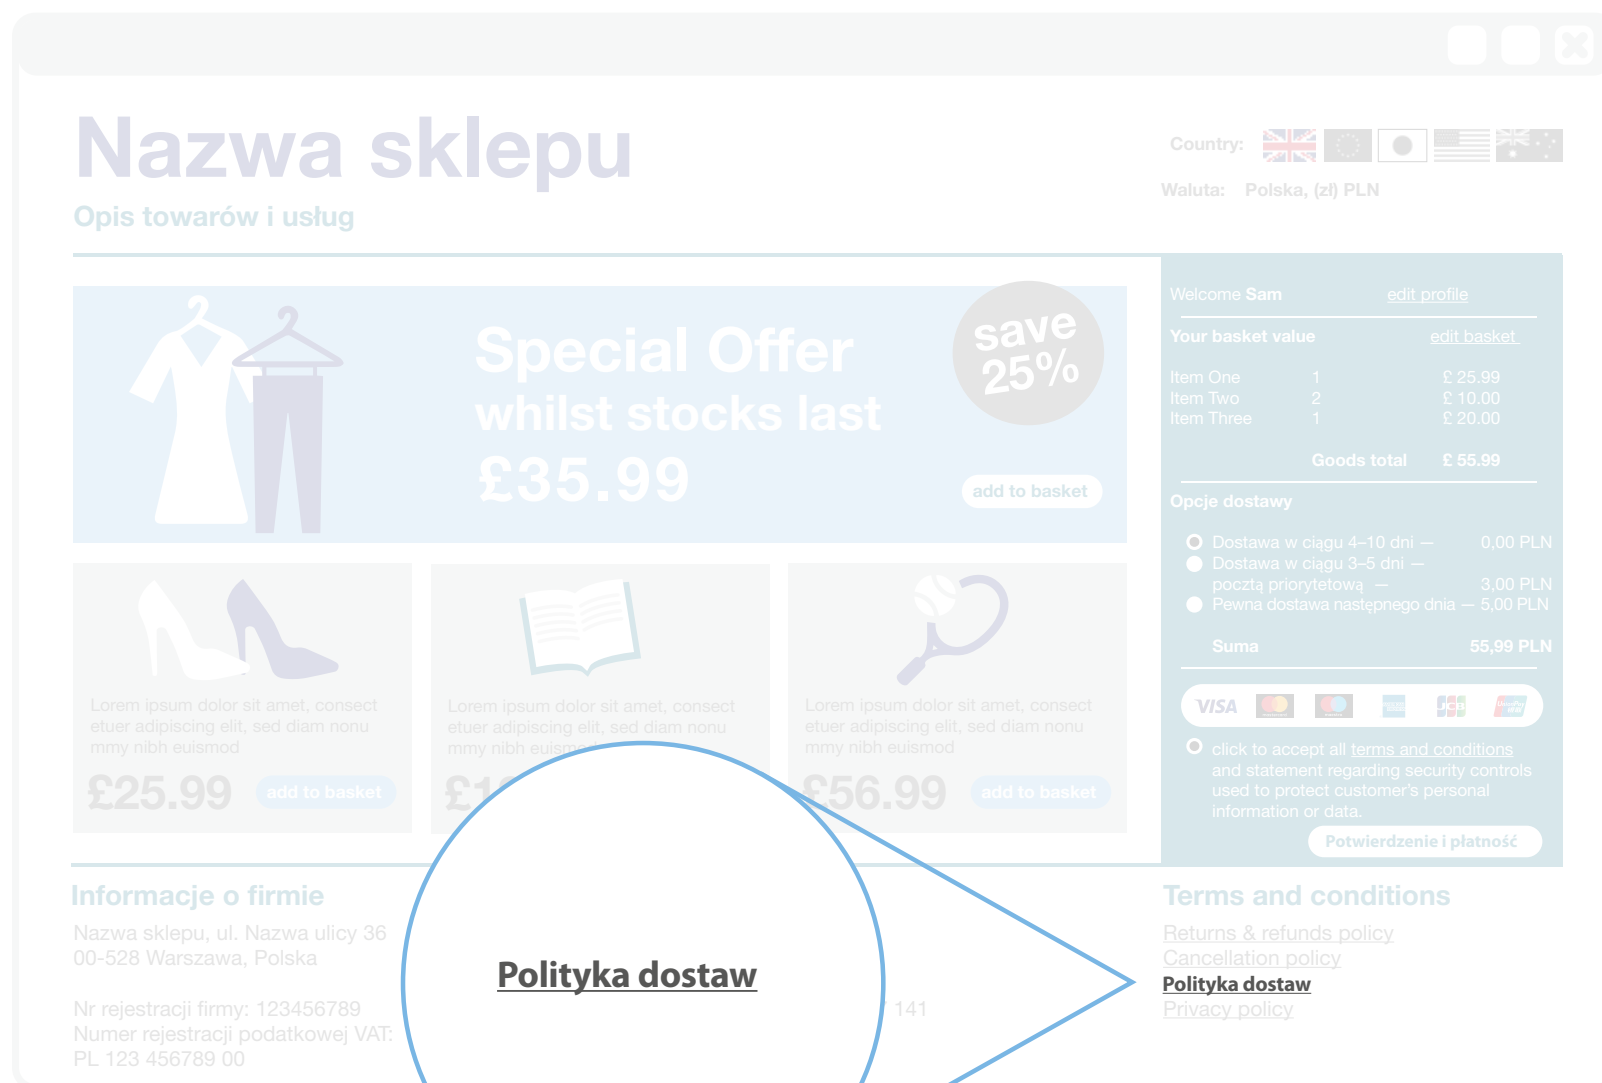 Nazwa sklepu
Opis towarów i usług
Country:
Waluta: Polska, (zł) PLN
Special Offer
whilst stocks last
£35.99
save
25%
add to basket
Welcome Sam edit profile
Your basket value edit basket
Item One 1 £ 25.99
Item Two 2 £ 10.00
Item Three 1 £ 20.00
Goods total £ 55.99
Opcje dostawy
Dostawa w ciągu 4–10 dni — 0,00 PLN
Dostawa w ciągu 3–5 dni —
pocztą priorytetową — 3,00 PLN
Pewna dostawa następnego dnia — 5,00 PLN
Suma 55,99 PLN
VISA JCB UnionPay
click to accept all terms and conditions
and statement regarding security controls
used to protect customer's personal
information or data.
Potwierdzenie i płatność
Lorem ipsum dolor sit amet, consect
etuer adipiscing elit, sed diam nonu
mmy nibh euismod
£25.99 add to basket
Lorem ipsum dolor sit amet, consect
etuer adipiscing elit, sed diam nonu
mmy nibh
Lorem ipsum dolor sit amet, consect
etuer adipiscing elit, sed diam nonu
mmy nibh euismod
£56.99 add to basket
Informacje o firmie
Nazwa sklepu, ul. Nazwa ulicy 36
00-528 Warszawa, Polska
Nr rejestracji firmy: 123456789
Numer rejestracji podatkowej VAT:
PL 123 456789 00
Polityka dostaw
141
Terms and conditions
Returns & refunds policy
Cancellation policy
Polityka dostaw
Privacy policy